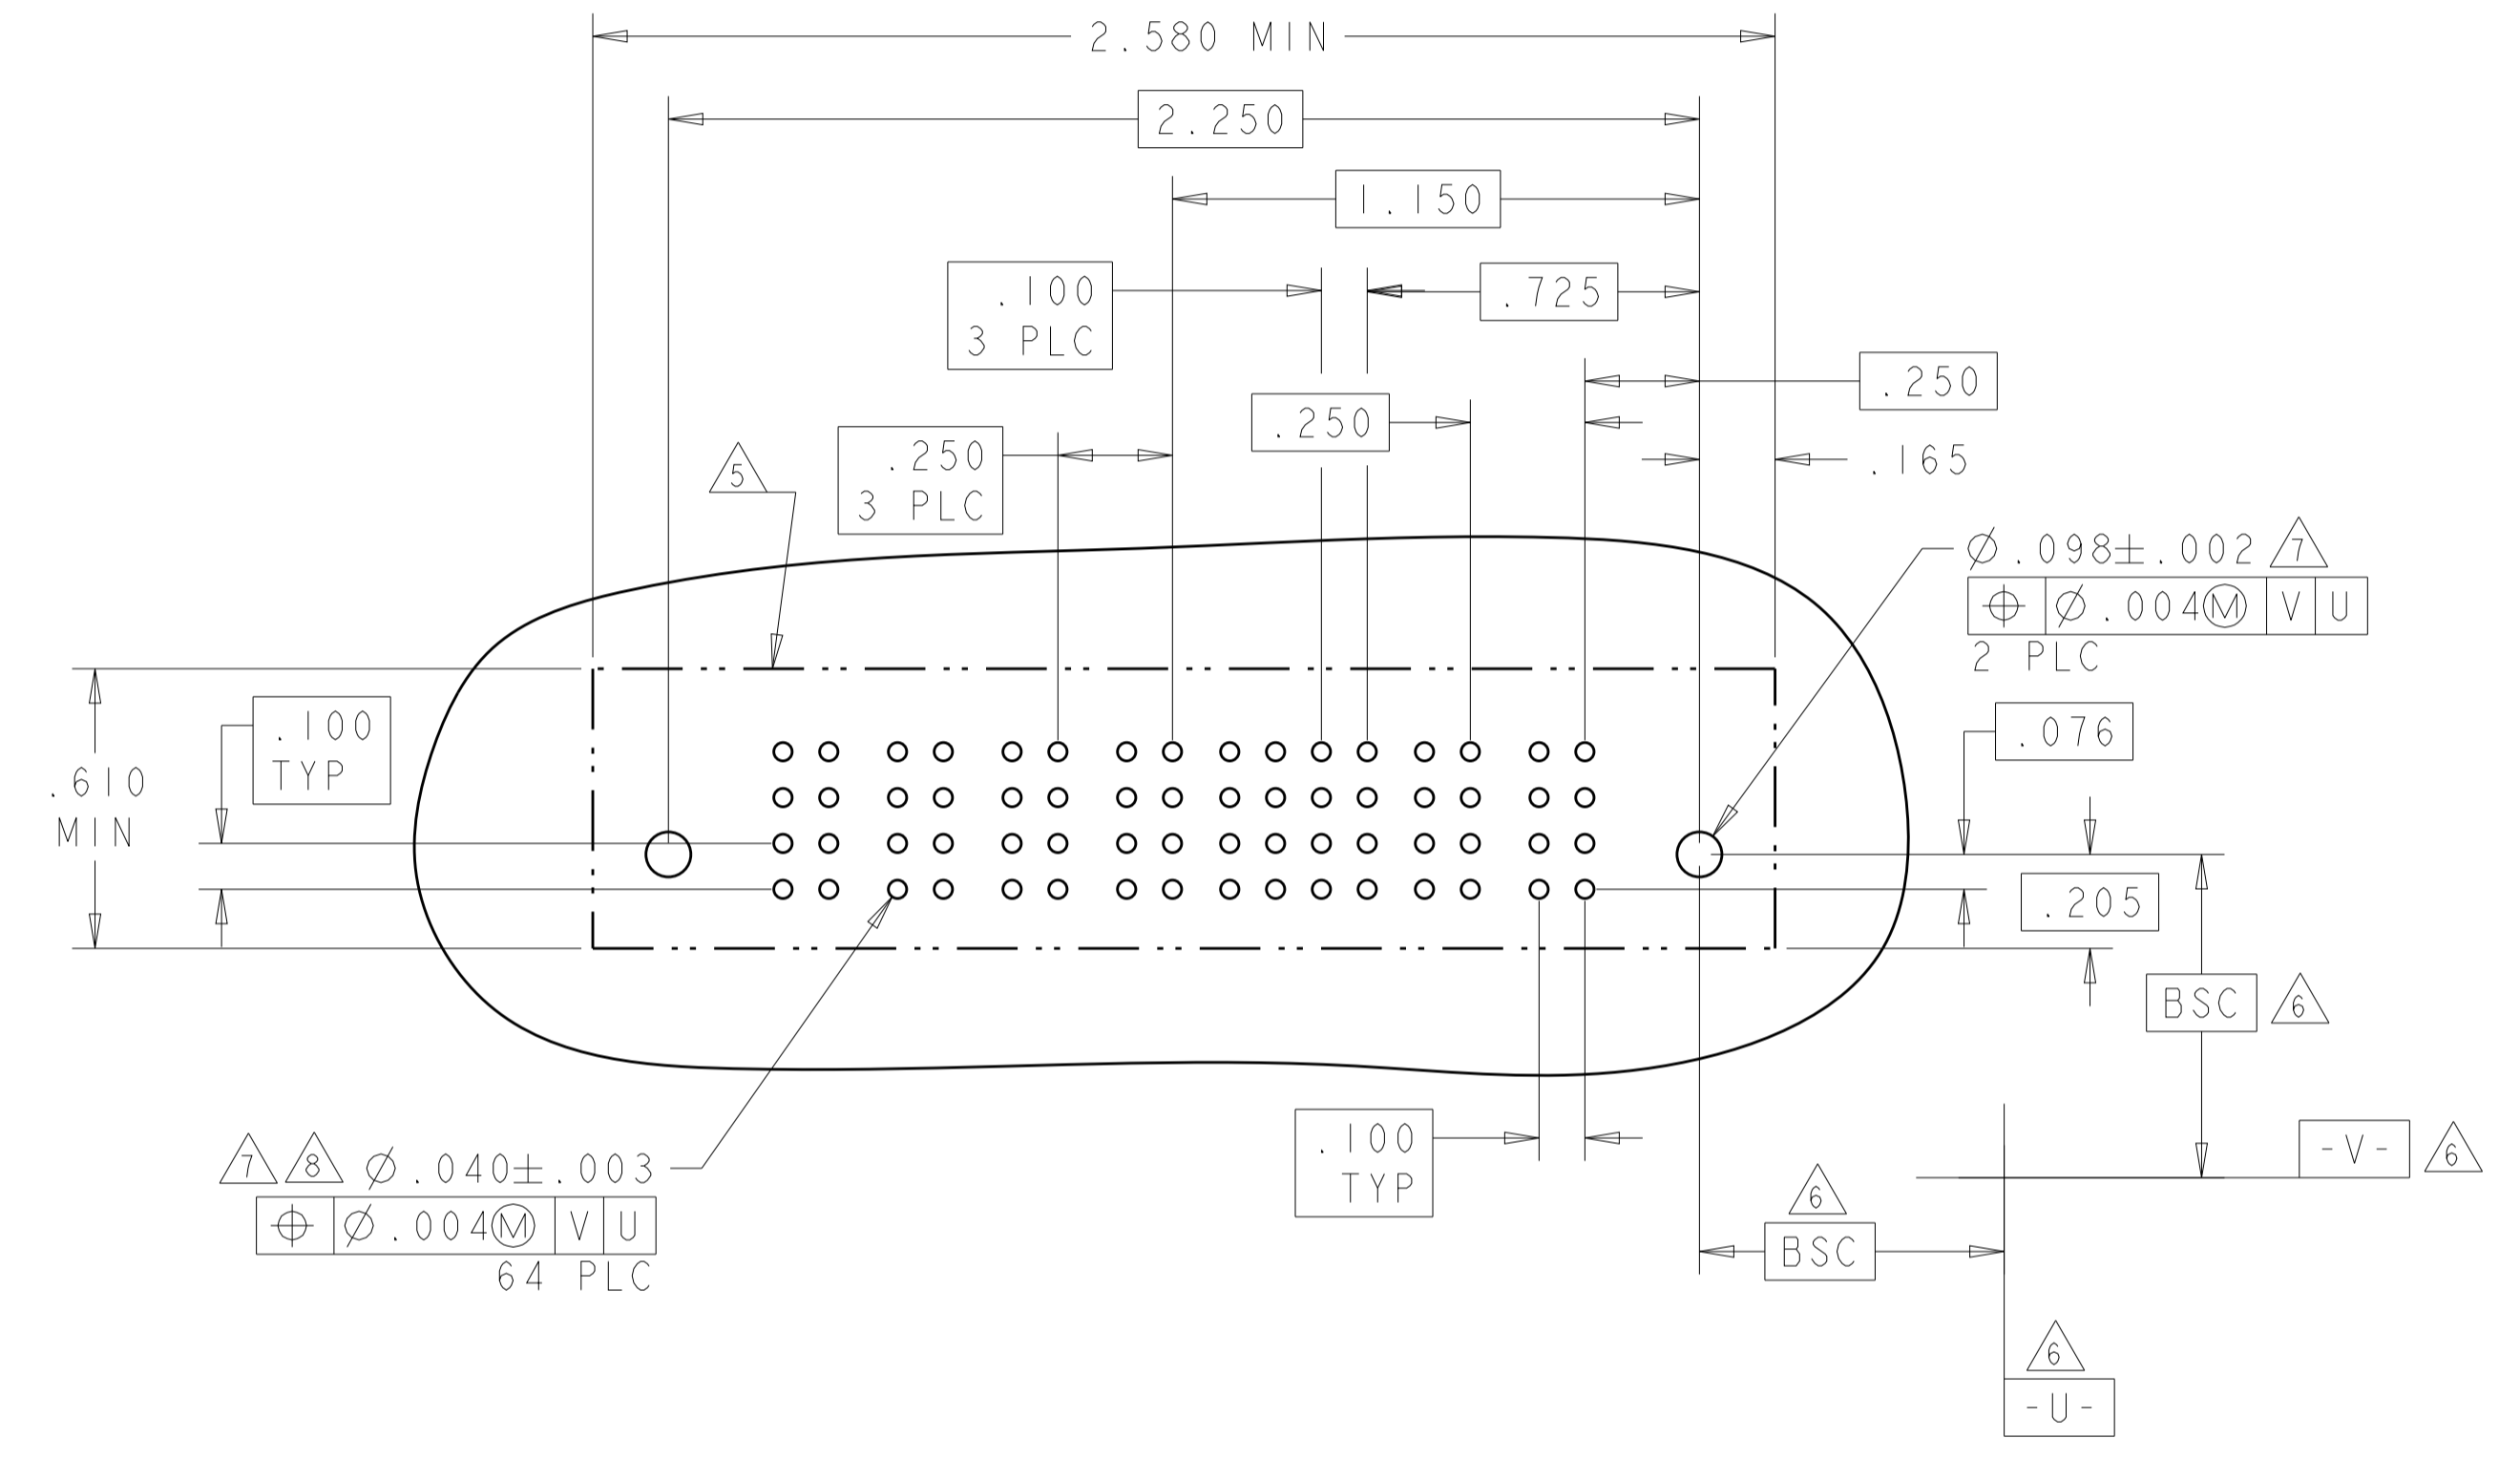 2.580 MIN
2.250
1.150
.100
3 PLC
.725
.250
.250
.250
3 PLC
.165
5
⌀.098±.002 7
⌖ ⌀.004Ⓜ V U
2 PLC
.100
TYP
.076
.610
MIN
.205
BSC 6
7 8 ⌀.040±.003
⌖ ⌀.004Ⓜ V U
64 PLC
.100
TYP
-V- 6
6
BSC
6
-U-